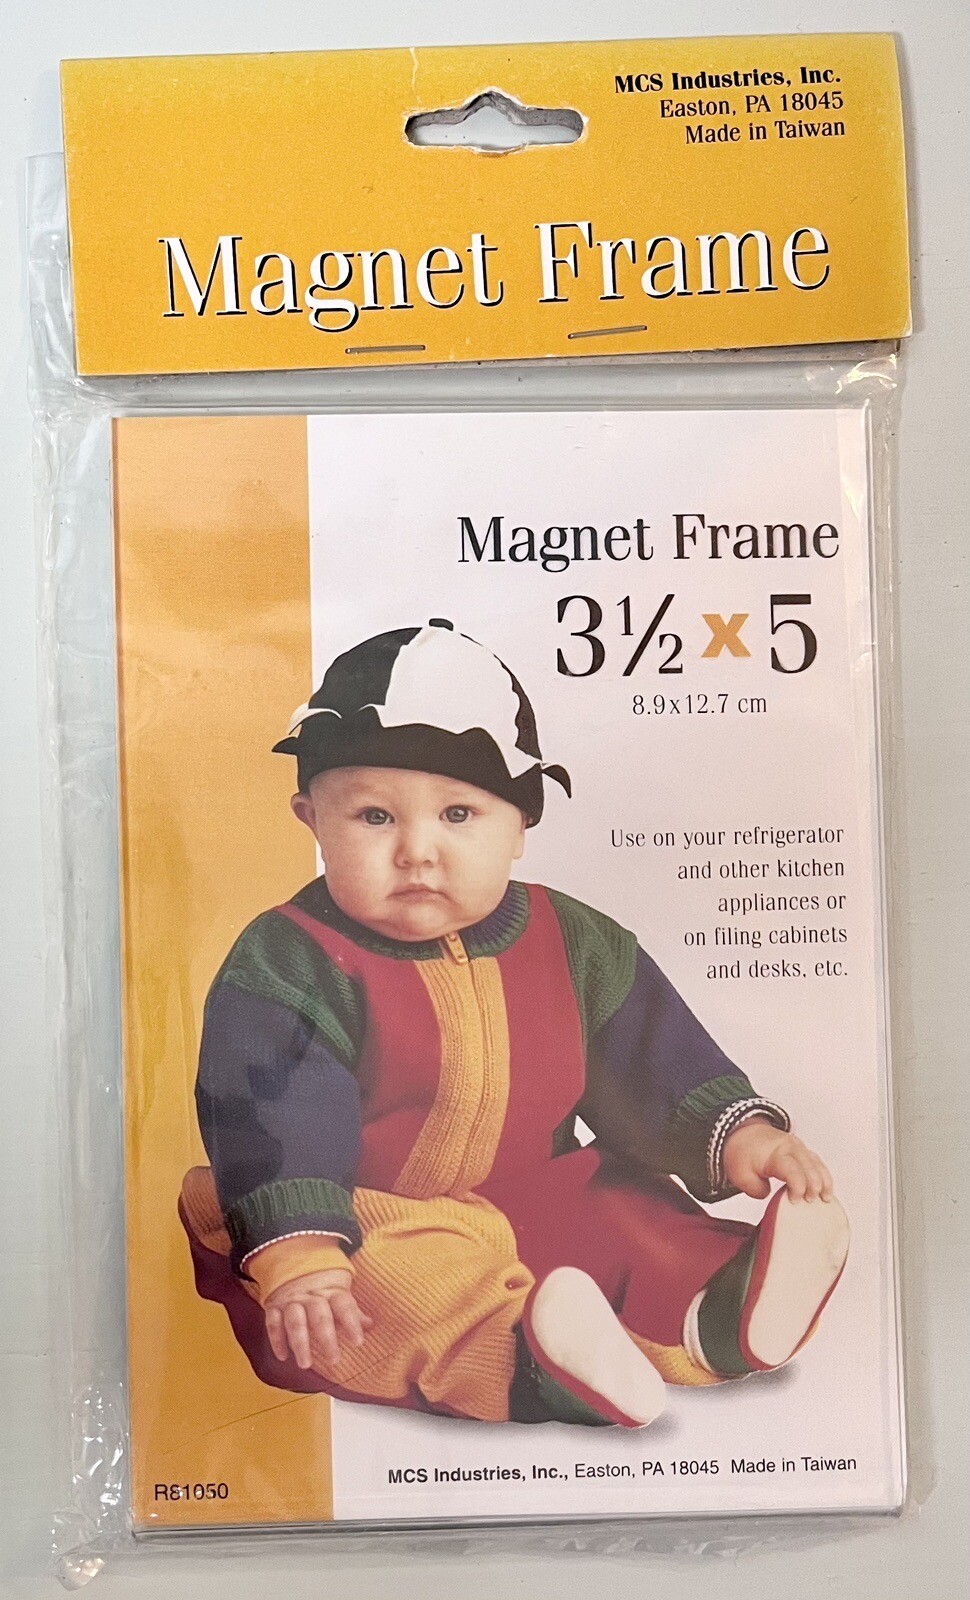 MCS Industries, Inc.
Easton, PA 18045
Made in Taiwan
Magnet Frame
Magnet Frame
3½ x 5
8.9x12.7 cm
Use on your refrigerator
and other kitchen
appliances or
on filing cabinets
and desks, etc.
MCS Industries, Inc., Easton, PA 18045 Made in Taiwan
R81050